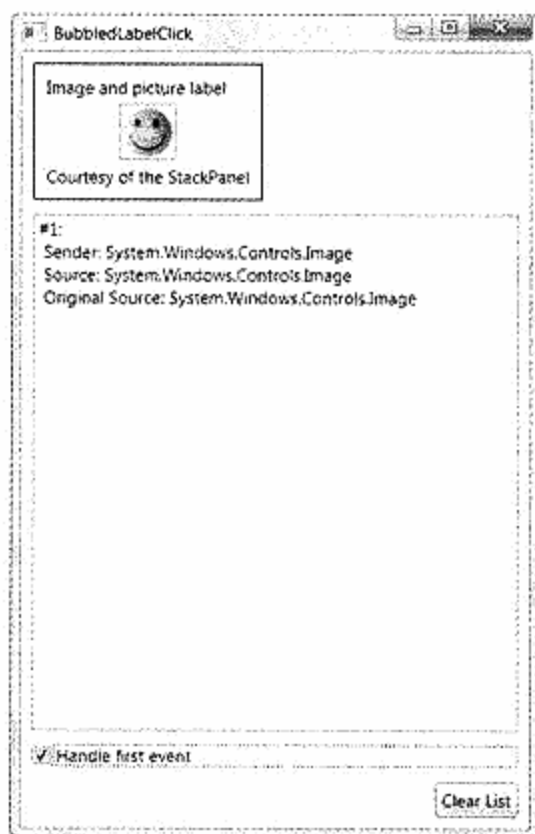 BubbledLabelClick
Image and picture label
Courtesy of the StackPanel
#1:
Sender: System.Windows.Controls.Image
Source: System.Windows.Controls.Image
Original Source: System.Windows.Controls.Image
Handle first event
Clear List